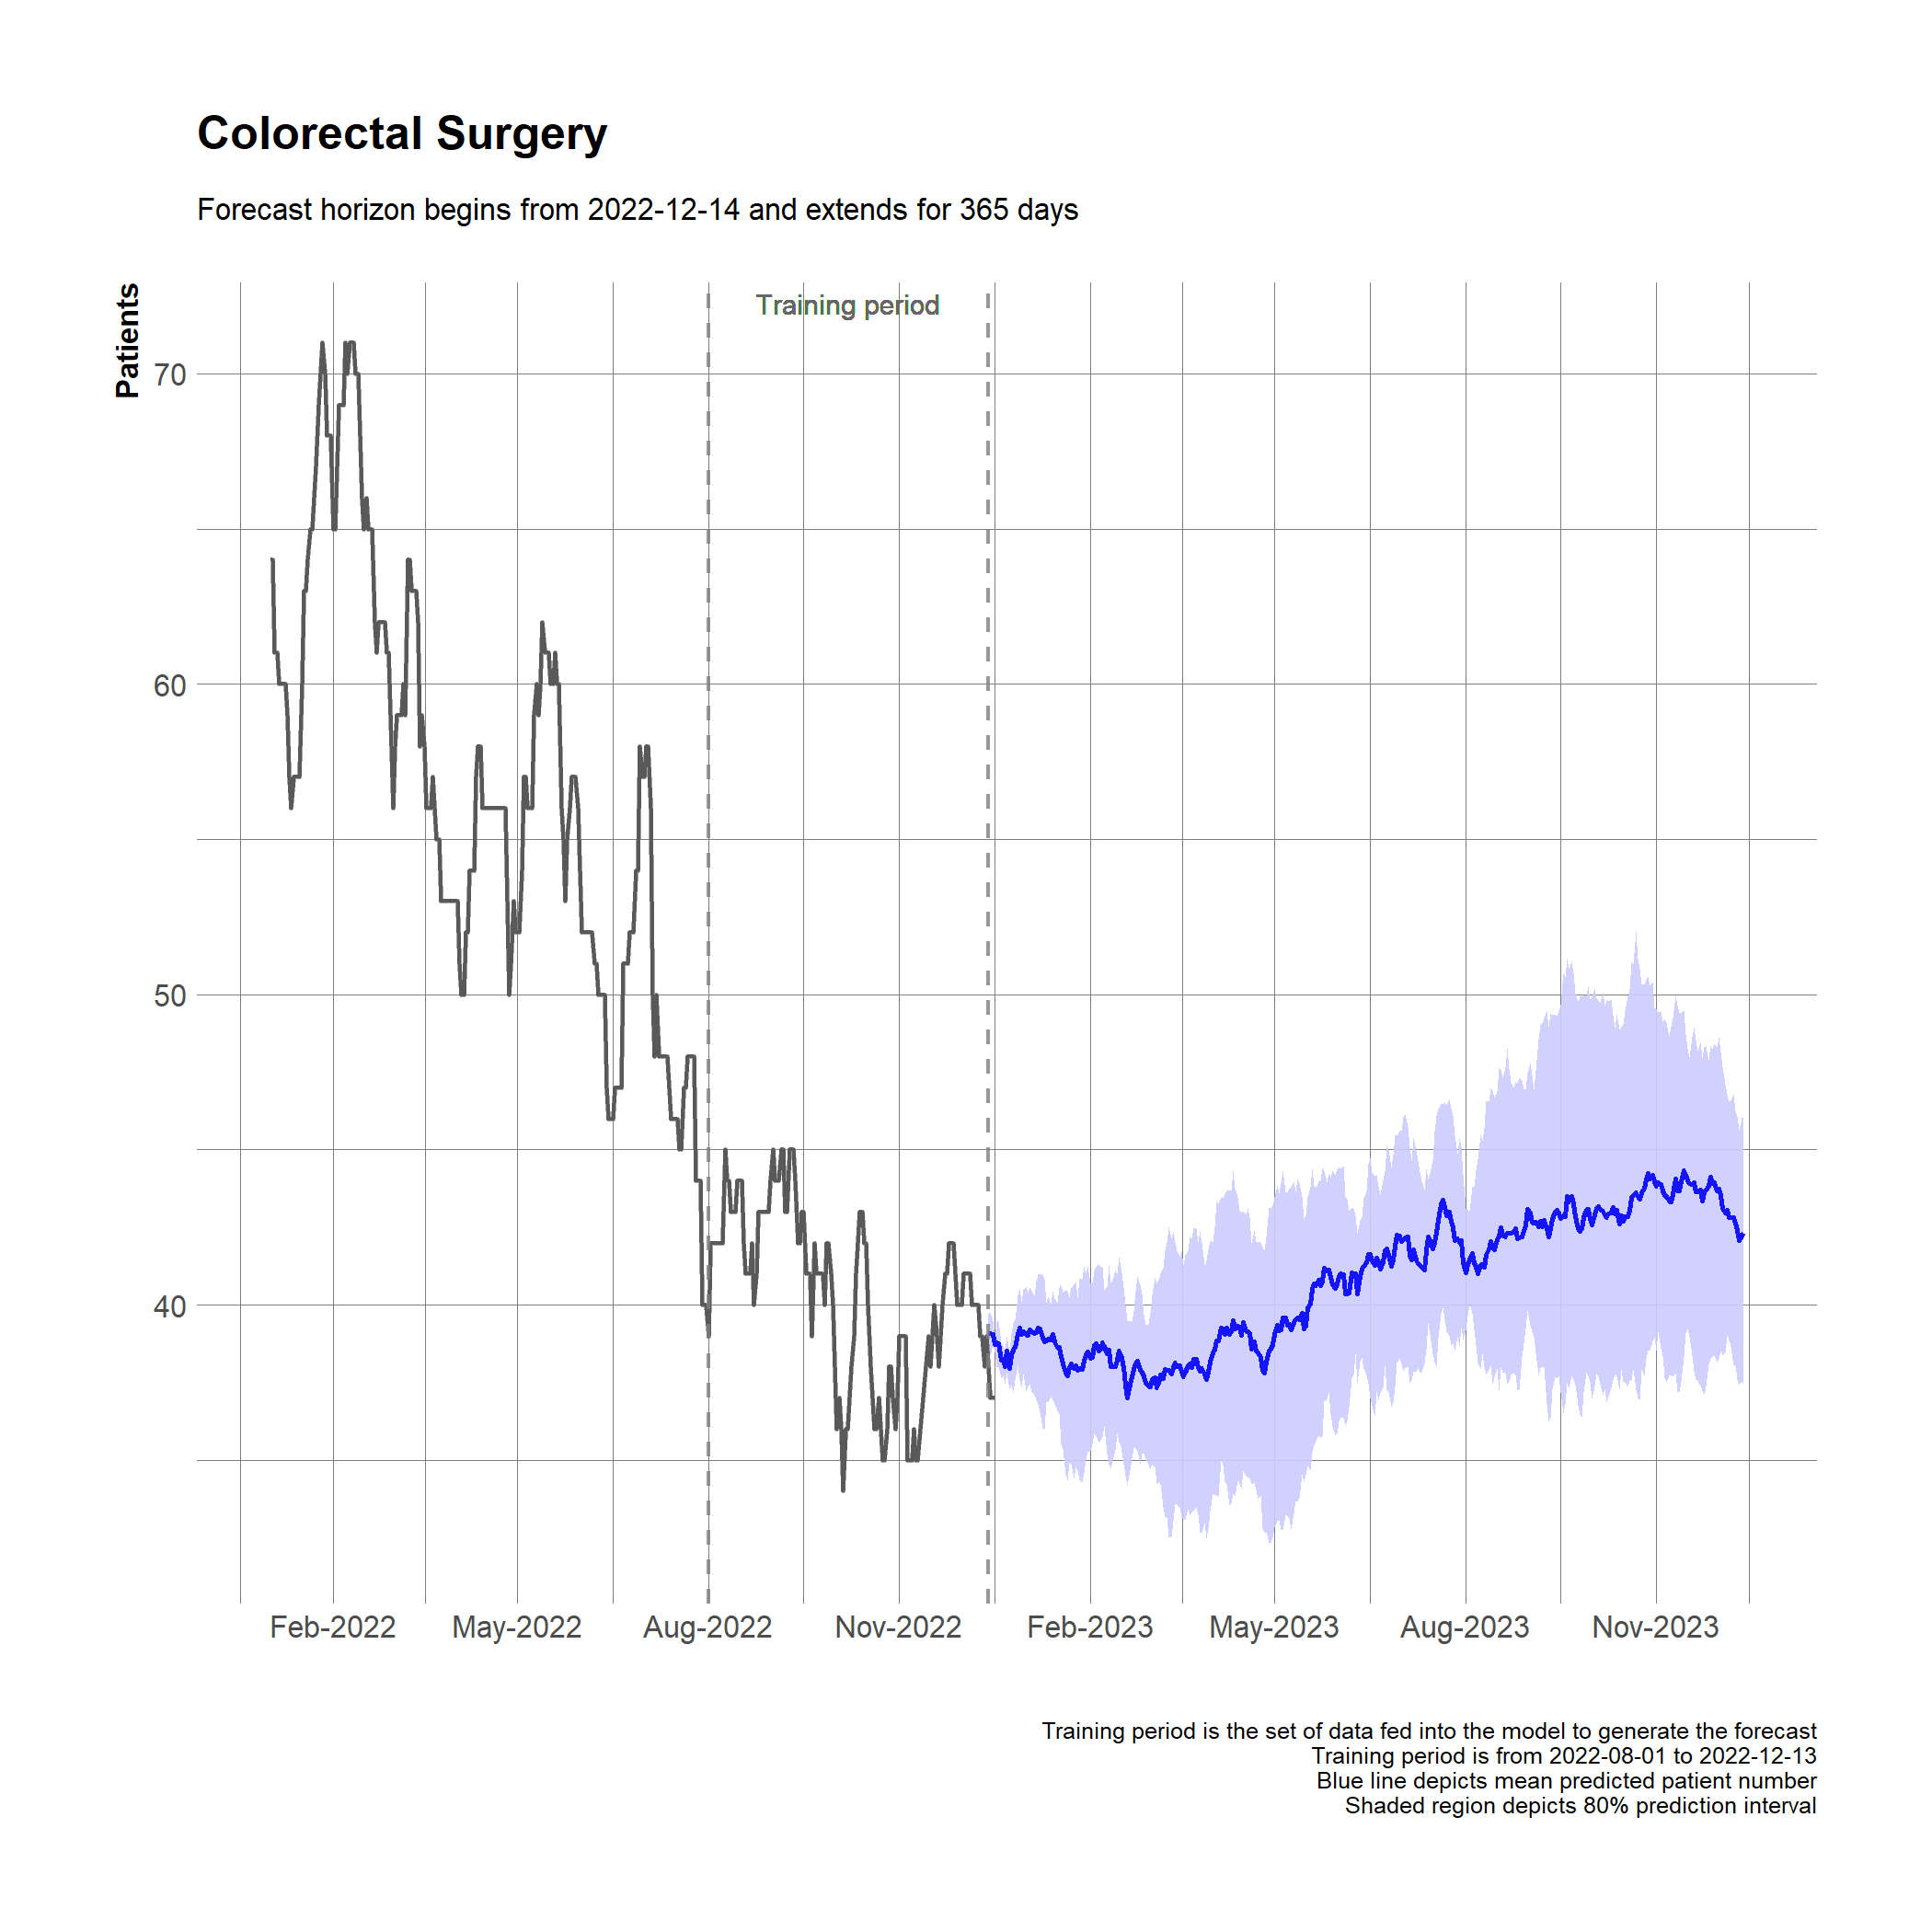 Colorectal Surgery
Forecast horizon begins from 2022-12-14 and extends for 365 days
Patients
Training period
70
60
50
40
Feb-2022
May-2022
Aug-2022
Nov-2022
Feb-2023
May-2023
Aug-2023
Nov-2023
Training period is the set of data fed into the model to generate the forecast
Training period is from 2022-08-01 to 2022-12-13
Blue line depicts mean predicted patient number
Shaded region depicts 80% prediction interval